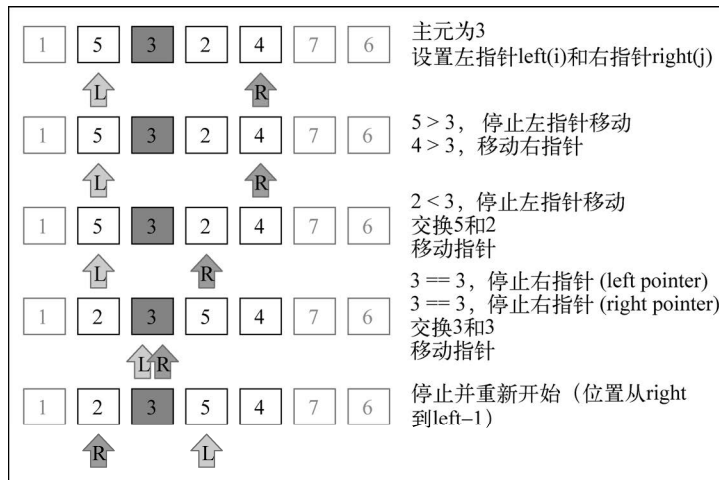 1 5 3 2 4 7 6
主元为3
设置左指针left(i)和右指针right(j)
L R
1 5 3 2 4 7 6
5 > 3， 停止左指针移动
4 > 3，移动右指针
L R
1 5 3 2 4 7 6
2 < 3，停止左指针移动
交换5和2
移动指针
L R
1 2 3 5 4 7 6
3 == 3，停止右指针 (left pointer)
3 == 3，停止右指针 (right pointer)
交换3和3
移动指针
L R
1 2 3 5 4 7 6
停止并重新开始（位置从right
到left–1）
R L